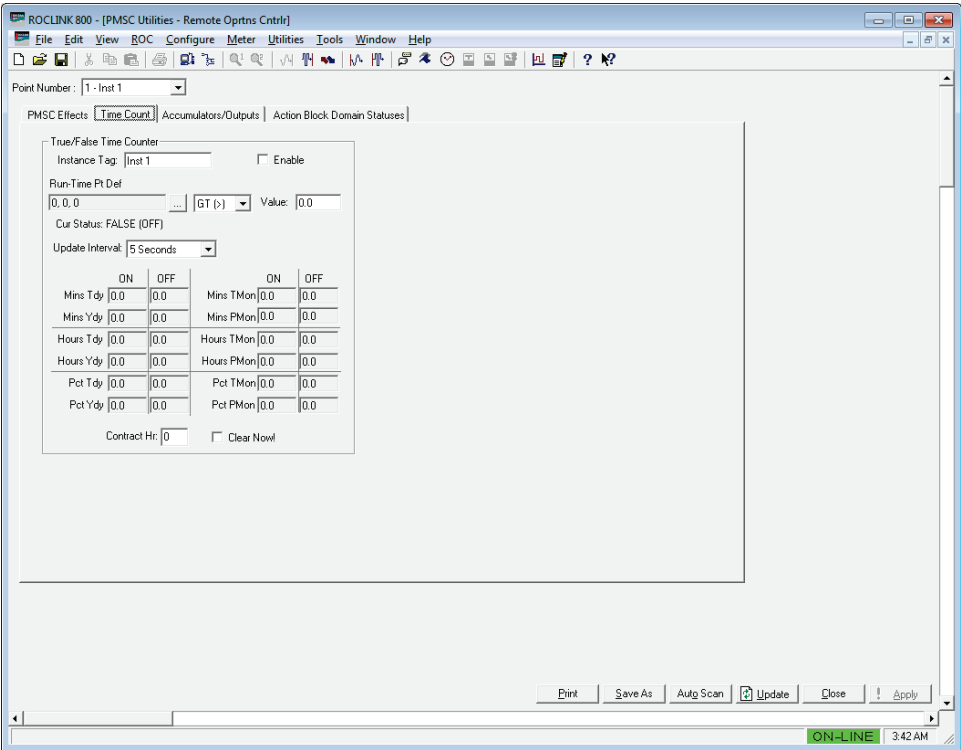 ROCLINK 800 - [PMSC Utilities - Remote Oprtns Cntrlr]
File Edit View ROC Configure Meter Utilities Tools Window Help
Point Number : 1 - Inst 1
PMSC Effects Time Count Accumulators/Outputs Action Block Domain Statuses
True/False Time Counter
Instance Tag: Inst 1 Enable
Run-Time Pt Def
0, 0, 0 ... GT (>) Value: 0.0
Cur Status: FALSE (OFF)
Update Interval: 5 Seconds
ON OFF ON OFF
Mins Tdy 0.0 0.0 Mins TMon 0.0 0.0
Mins Ydy 0.0 0.0 Mins PMon 0.0 0.0
Hours Tdy 0.0 0.0 Hours TMon 0.0 0.0
Hours Ydy 0.0 0.0 Hours PMon 0.0 0.0
Pct Tdy 0.0 0.0 Pct TMon 0.0 0.0
Pct Ydy 0.0 0.0 Pct PMon 0.0 0.0
Contract Hr: 0 Clear Now!
Print Save As Auto Scan Update Close ! Apply
ON-LINE 3:42 AM